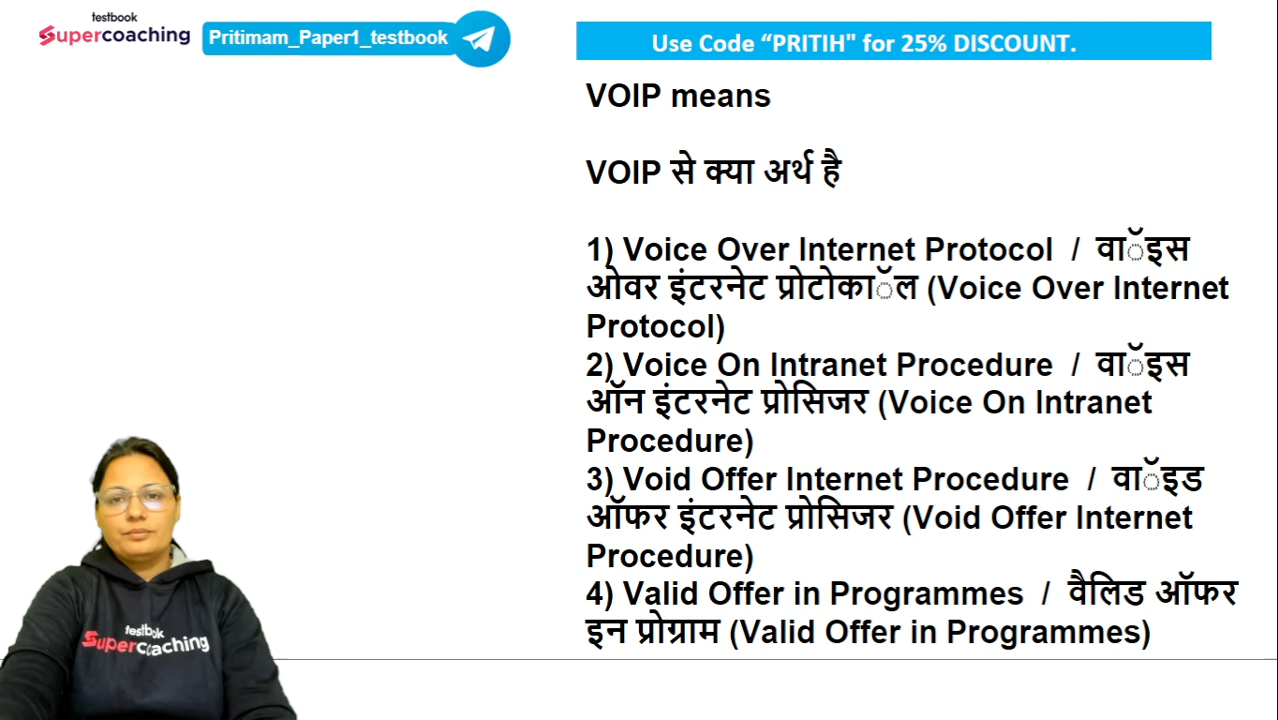 testbook
Supercoaching
Pritimam_Paper1_testbook
Use Code “PRITIH" for 25% DISCOUNT.
VOIP means
VOIP से क्या अर्थ है
1) Voice Over Internet Protocol / वाॅइस
ओवर इंटरनेट प्रोटोकाॅल (Voice Over Internet
Protocol)
2) Voice On Intranet Procedure / वाॅइस
ऑन इंटरनेट प्रोसिजर (Voice On Intranet
Procedure)
3) Void Offer Internet Procedure / वाॅइड
ऑफर इंटरनेट प्रोसिजर (Void Offer Internet
Procedure)
4) Valid Offer in Programmes / वैलिड ऑफर
इन प्रोग्राम (Valid Offer in Programmes)
testbook
Supercoaching